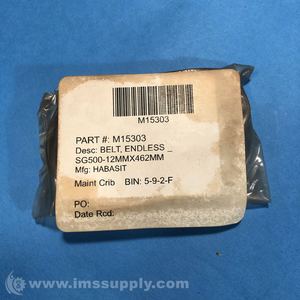 M15303
PART #: M15303
Desc: BELT, ENDLESS _
SG500-12MMX462MM
Mfg: HABASIT
Maint Crib BIN: 5-9-2-F
PO:
Date Rcd:
© www.imssupply.com